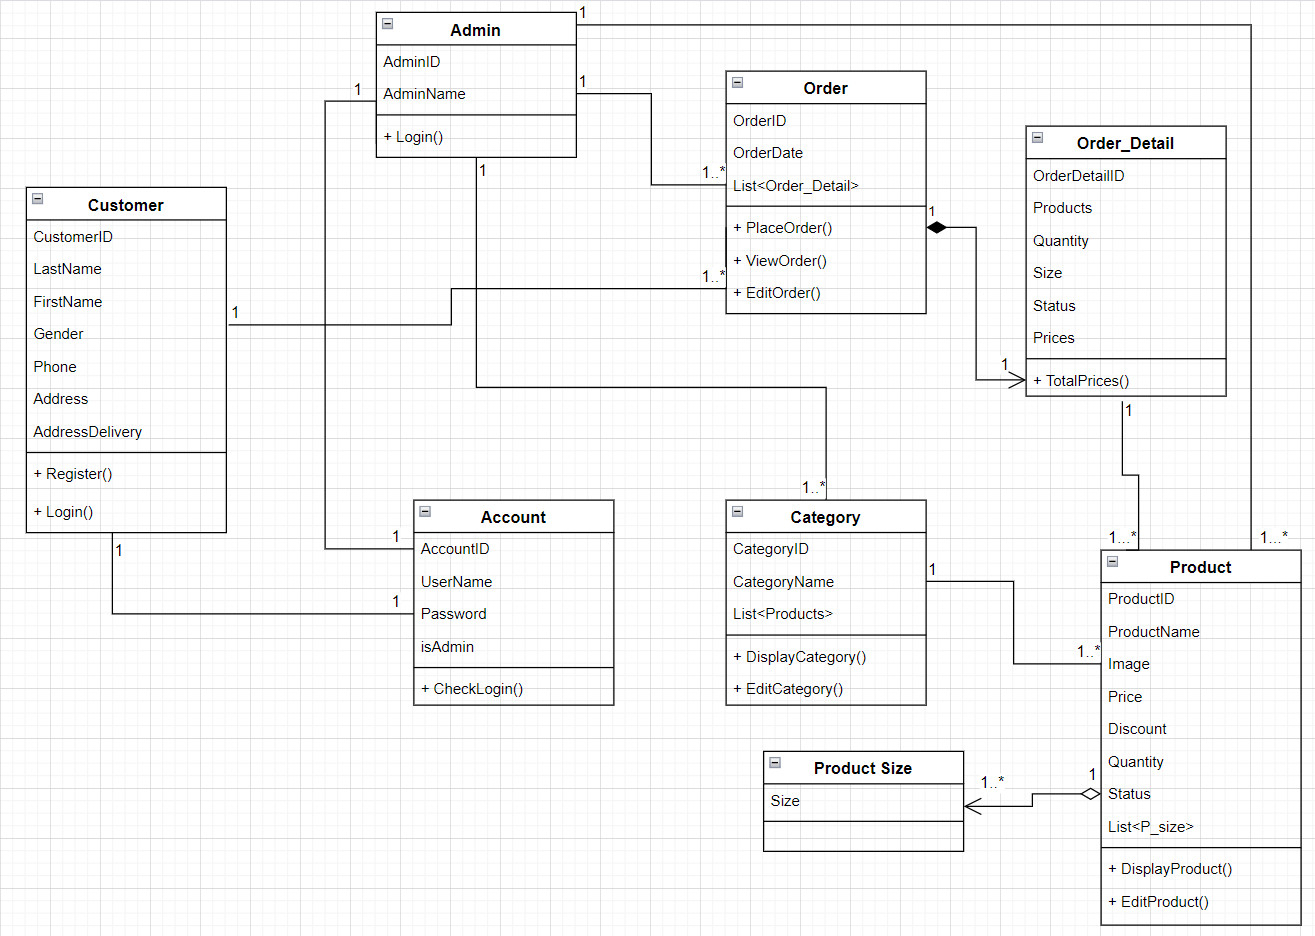 Admin
AdminID
AdminName
+ Login()
1
1
1
1
Order
OrderID
OrderDate
List<Order_Detail>
+ PlaceOrder()
+ ViewOrder()
+ EditOrder()
1..*
1..*
1
Order_Detail
OrderDetailID
Products
Quantity
Size
Status
Prices
+ TotalPrices()
1
1
Customer
CustomerID
LastName
FirstName
Gender
Phone
Address
AddressDelivery
+ Register()
+ Login()
1
1
Account
AccountID
UserName
Password
isAdmin
+ CheckLogin()
1
1
Category
CategoryID
CategoryName
List<Products>
+ DisplayCategory()
+ EditCategory()
1..*
1
Product
ProductID
ProductName
Image
Price
Discount
Quantity
Status
List<P_size>
+ DisplayProduct()
+ EditProduct()
1...*
1...*
1..*
1
Product Size
Size
1..*